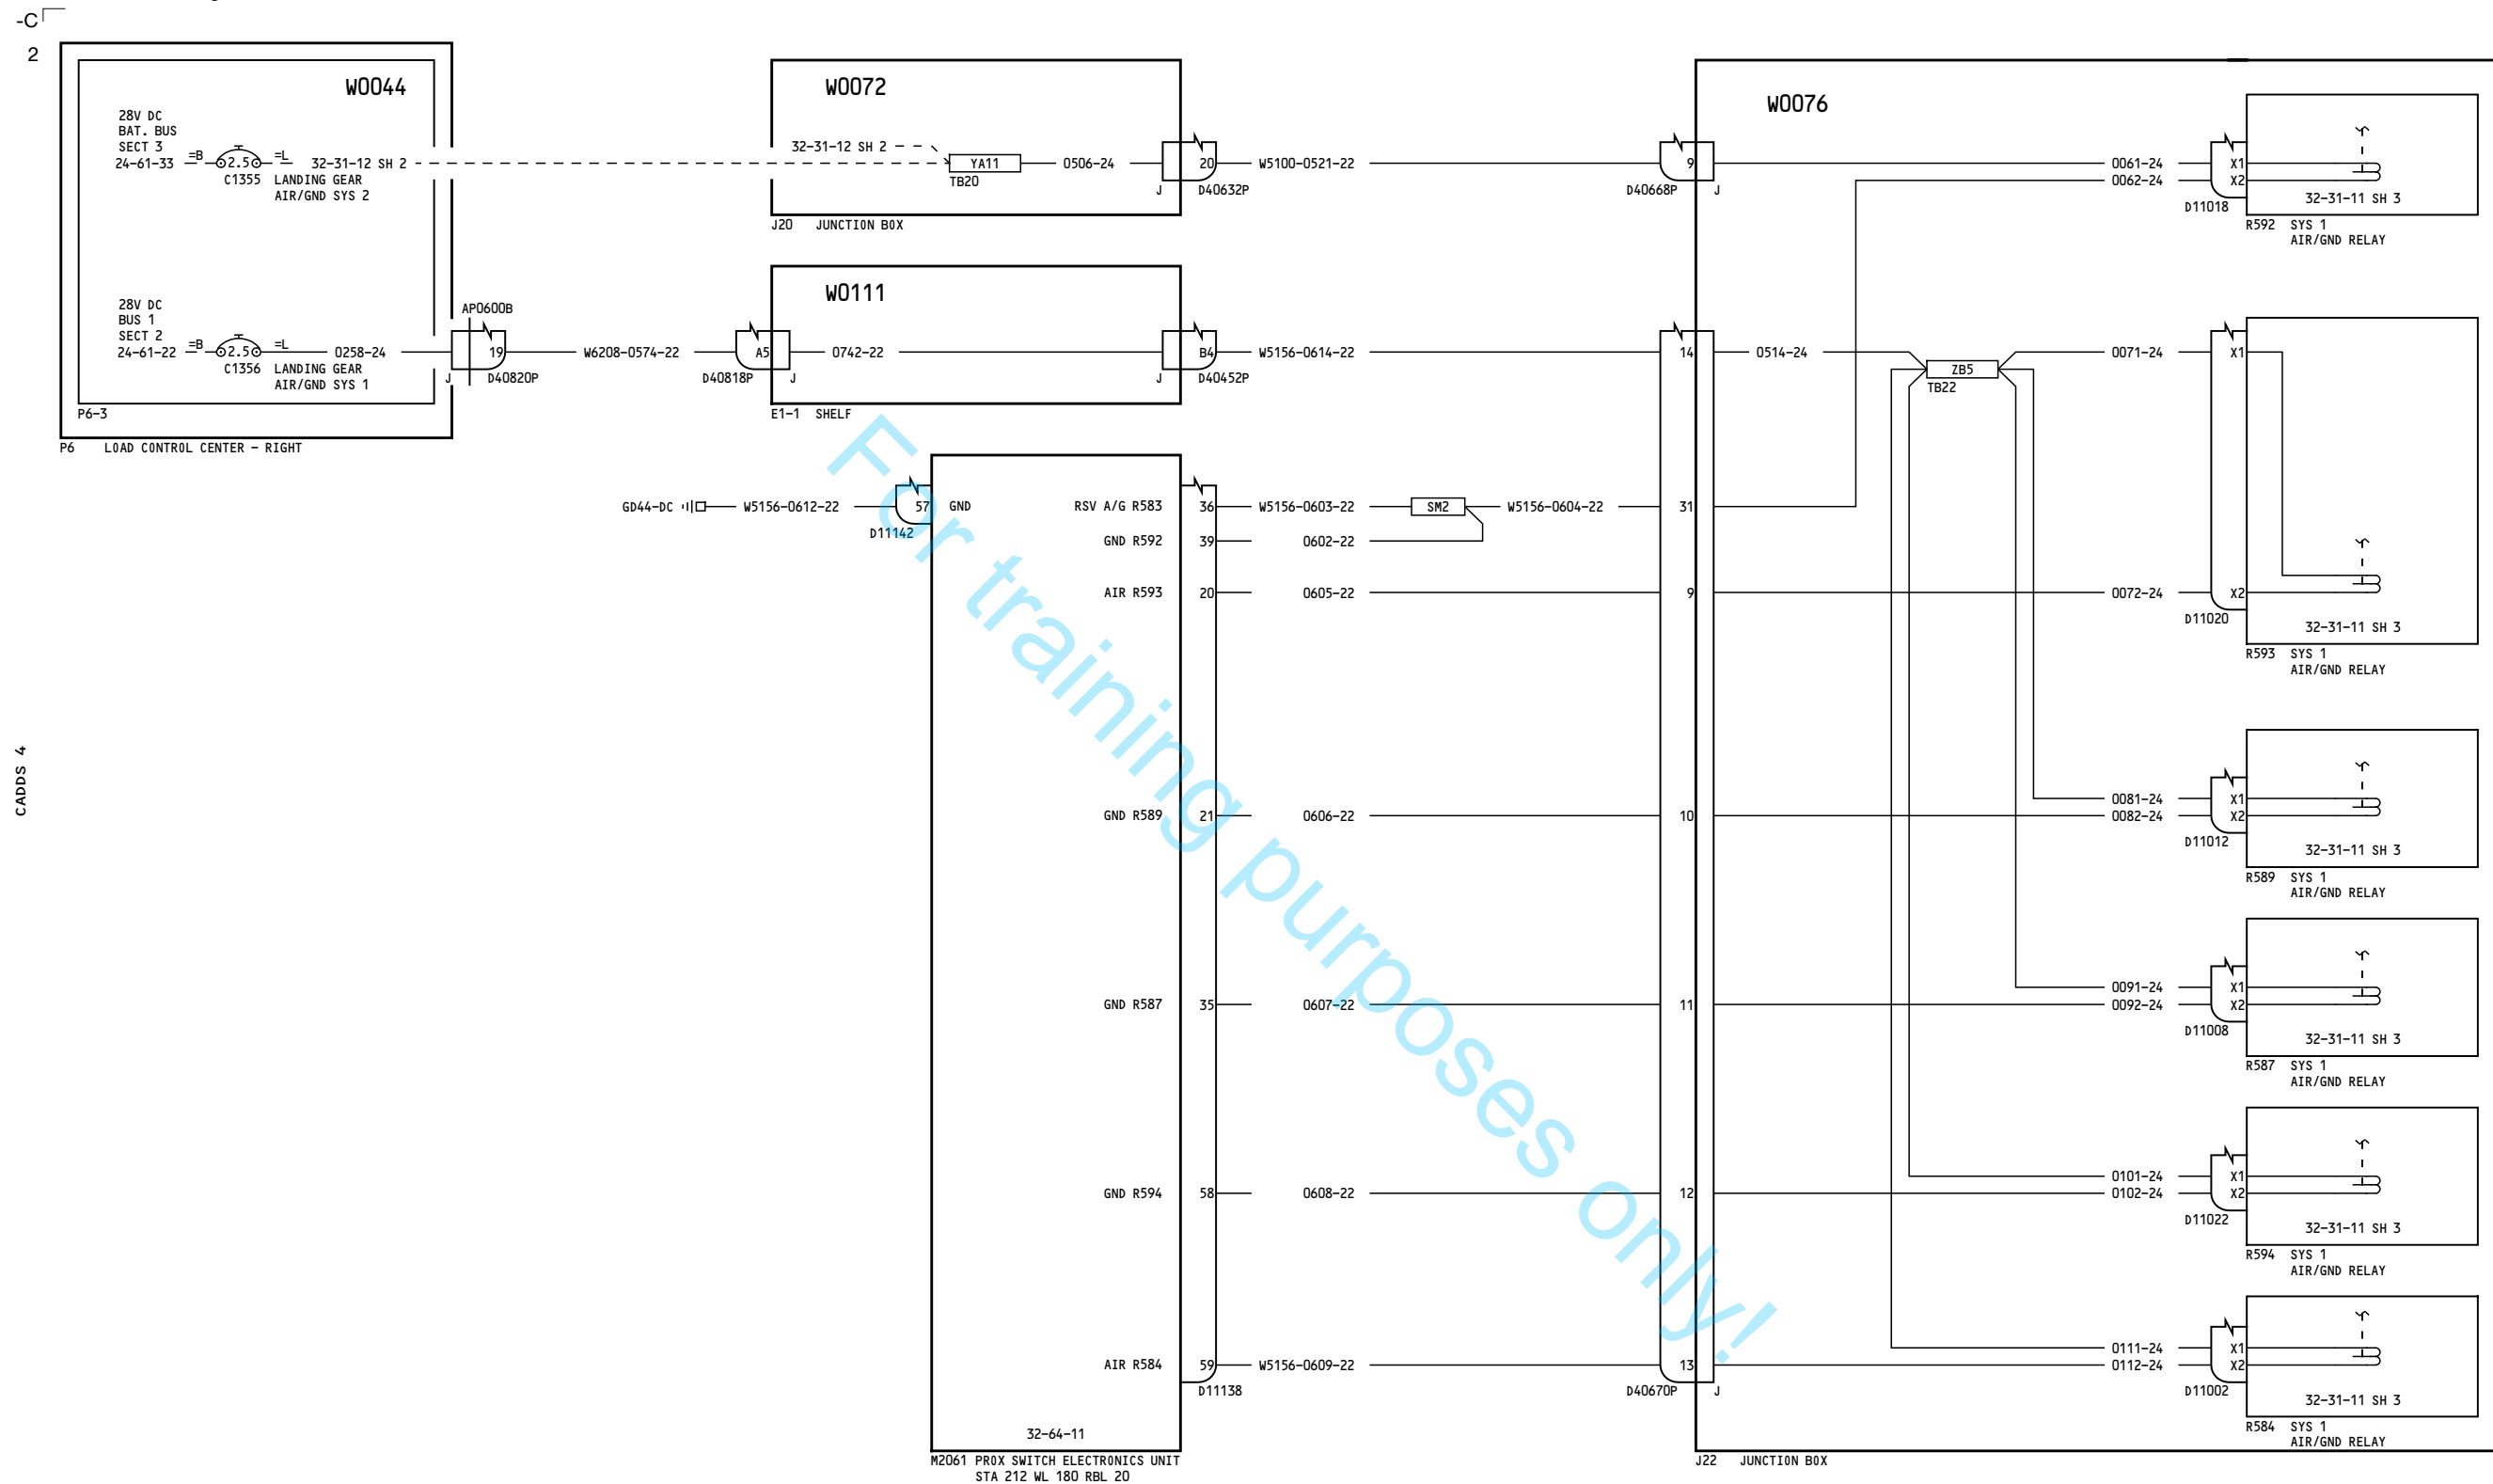 -C
2
W0044
28V DC
BAT. BUS
SECT 3
24-61-33
=B
2.5
=L
32-31-12 SH 2
C1355
LANDING GEAR
AIR/GND SYS 2
28V DC
BUS 1
SECT 2
24-61-22
=B
2.5
=L
0258-24
C1356
LANDING GEAR
AIR/GND SYS 1
P6-3
P6 LOAD CONTROL CENTER - RIGHT
AP0600B
19
J
D40820P
W6208-0574-22
W0072
32-31-12 SH 2
YA11
TB20
0506-24
20
J
D40632P
J20 JUNCTION BOX
W5100-0521-22
W0111
A5
D40818P
J
0742-22
B4
J
D40452P
E1-1 SHELF
W5156-0614-22
GD44-DC
W5156-0612-22
57
D11142
GND
RSV A/G R583
36
W5156-0603-22
SM2
W5156-0604-22
GND R592
39
0602-22
AIR R593
20
0605-22
GND R589
21
0606-22
GND R587
35
0607-22
GND R594
58
0608-22
AIR R584
59
W5156-0609-22
D11138
32-64-11
M2061 PROX SWITCH ELECTRONICS UNIT
STA 212 WL 180 RBL 20
W0076
9
D40668P
J
14
31
9
10
11
12
13
D40670P
J
J22 JUNCTION BOX
0514-24
ZB5
TB22
0061-24
X1
0062-24
X2
D11018
32-31-11 SH 3
R592 SYS 1
AIR/GND RELAY
0071-24
X1
0072-24
X2
D11020
32-31-11 SH 3
R593 SYS 1
AIR/GND RELAY
0081-24
X1
0082-24
X2
D11012
32-31-11 SH 3
R589 SYS 1
AIR/GND RELAY
0091-24
X1
0092-24
X2
D11008
32-31-11 SH 3
R587 SYS 1
AIR/GND RELAY
0101-24
X1
0102-24
X2
D11022
32-31-11 SH 3
R594 SYS 1
AIR/GND RELAY
0111-24
X1
0112-24
X2
D11002
32-31-11 SH 3
R584 SYS 1
AIR/GND RELAY
CADDS 4
For training purposes only!